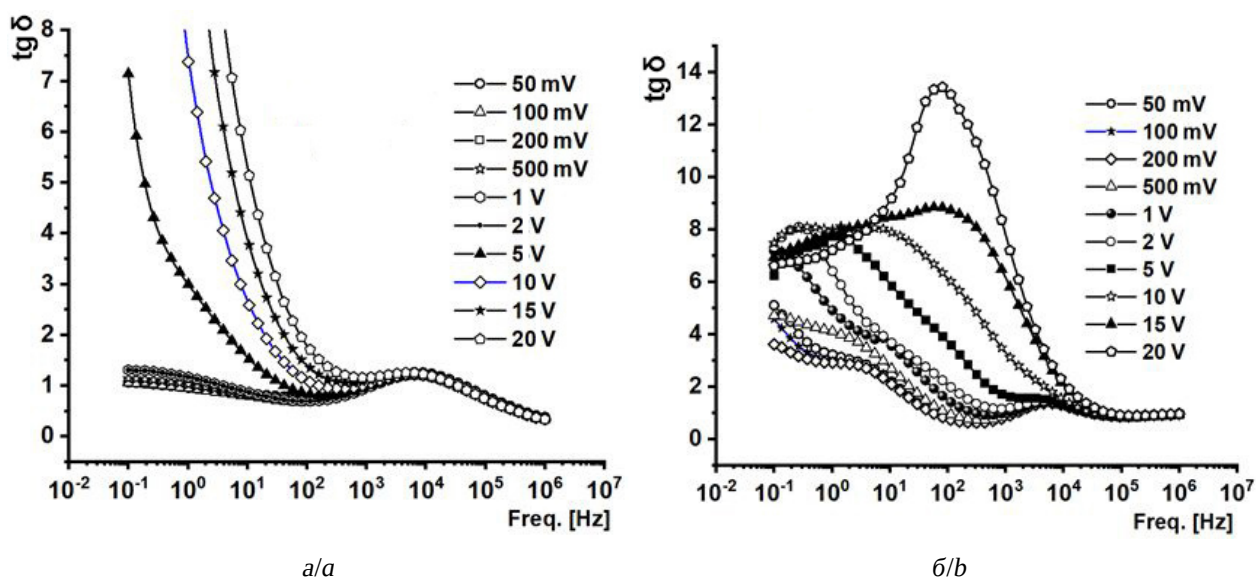 tg δ
8
7
6
5
4
3
2
1
0
50 mV
100 mV
200 mV
500 mV
1 V
2 V
5 V
10 V
15 V
20 V
10⁻² 10⁻¹ 10⁰ 10¹ 10² 10³ 10⁴ 10⁵ 10⁶ 10⁷
Freq. [Hz]
а/a
tg δ
14
12
10
8
6
4
2
0
50 mV
100 mV
200 mV
500 mV
1 V
2 V
5 V
10 V
15 V
20 V
10⁻² 10⁻¹ 10⁰ 10¹ 10² 10³ 10⁴ 10⁵ 10⁶ 10⁷
Freq. [Hz]
б/b